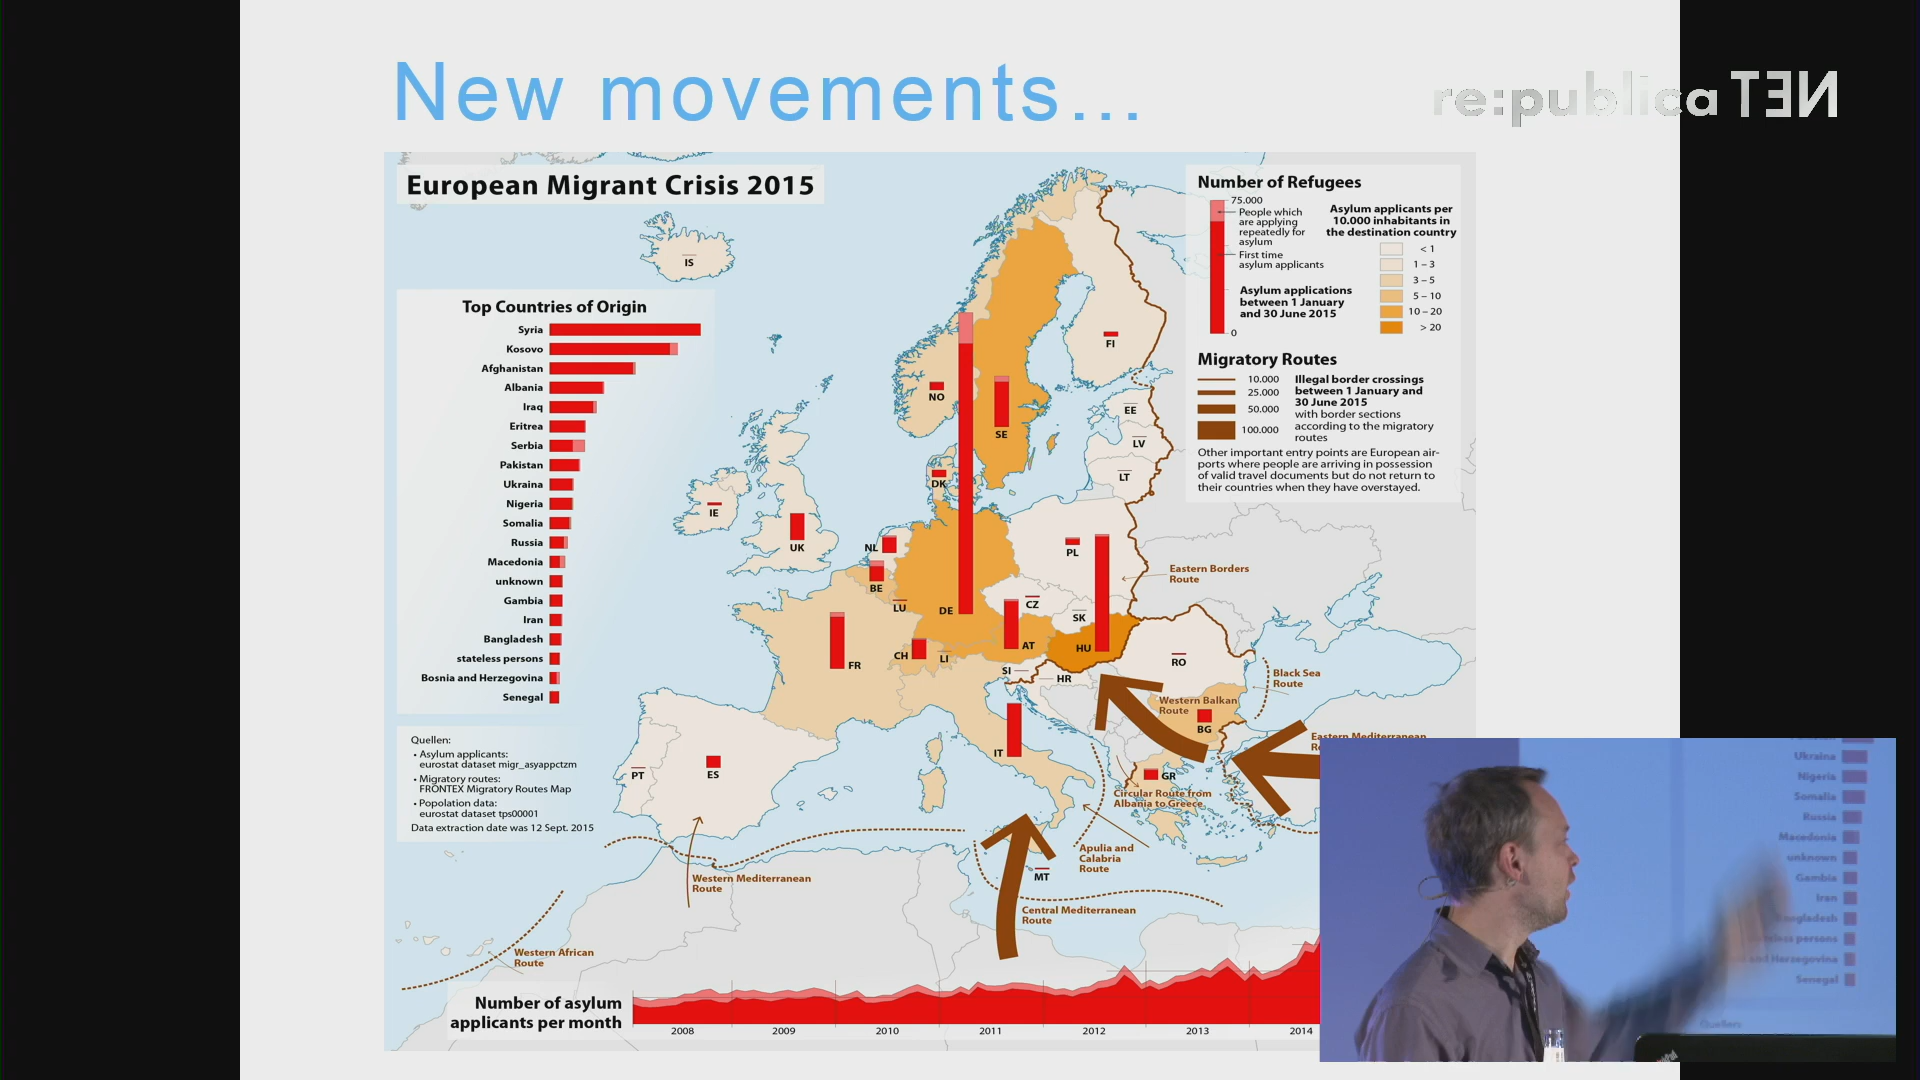 New movements...
re:publica TEN
European Migrant Crisis 2015
Number of Refugees
75.000
People which
are applying
repeatedly for
asylum
First time
asylum applicants
Asylum applications
between 1 January
and 30 June 2015
0
Asylum applicants per
10.000 inhabitants in
the destination country
< 1
1 – 3
3 – 5
5 – 10
10 – 20
> 20
Migratory Routes
10.000
25.000
50.000
100.000
Illegal border crossings
between 1 January and
30 June 2015
with border sections
according to the migratory
routes
Other important entry points are European air-
ports where people are arriving in possession
of valid travel documents but do not return to
their countries when they have overstayed.
Top Countries of Origin
Syria
Kosovo
Afghanistan
Albania
Iraq
Eritrea
Serbia
Pakistan
Ukraina
Nigeria
Somalia
Russia
Macedonia
unknown
Gambia
Iran
Bangladesh
stateless persons
Bosnia and Herzegovina
Senegal
Quellen:
• Asylum applicants:
eurostat dataset migr_asyappctzm
• Migratory routes:
FRONTEX Migratory Routes Map
• Popolation data:
eurostat dataset tps00001
Data extraction date was 12 Sept. 2015
IS
FI
NO
SE
EE
LV
LT
DK
IE
UK
NL
BE
LU
DE
PL
CZ
SK
AT
HU
FR
CH
LI
SI
HR
RO
BG
IT
GR
PT
ES
MT
Eastern Borders
Route
Black Sea
Route
Western Balkan
Route
Eastern Mediterranean
Circular Route from
Albania to Greece
Apulia and
Calabria
Route
Central Mediterranean
Route
Western Mediterranean
Route
Western African
Route
Number of asylum
applicants per month
2008
2009
2010
2011
2012
2013
2014
Ukraina
Nigeria
Somalia
Russia
Macedonia
unknown
Gambia
Iran
persons
Herzegovina
Senegal
Quellen